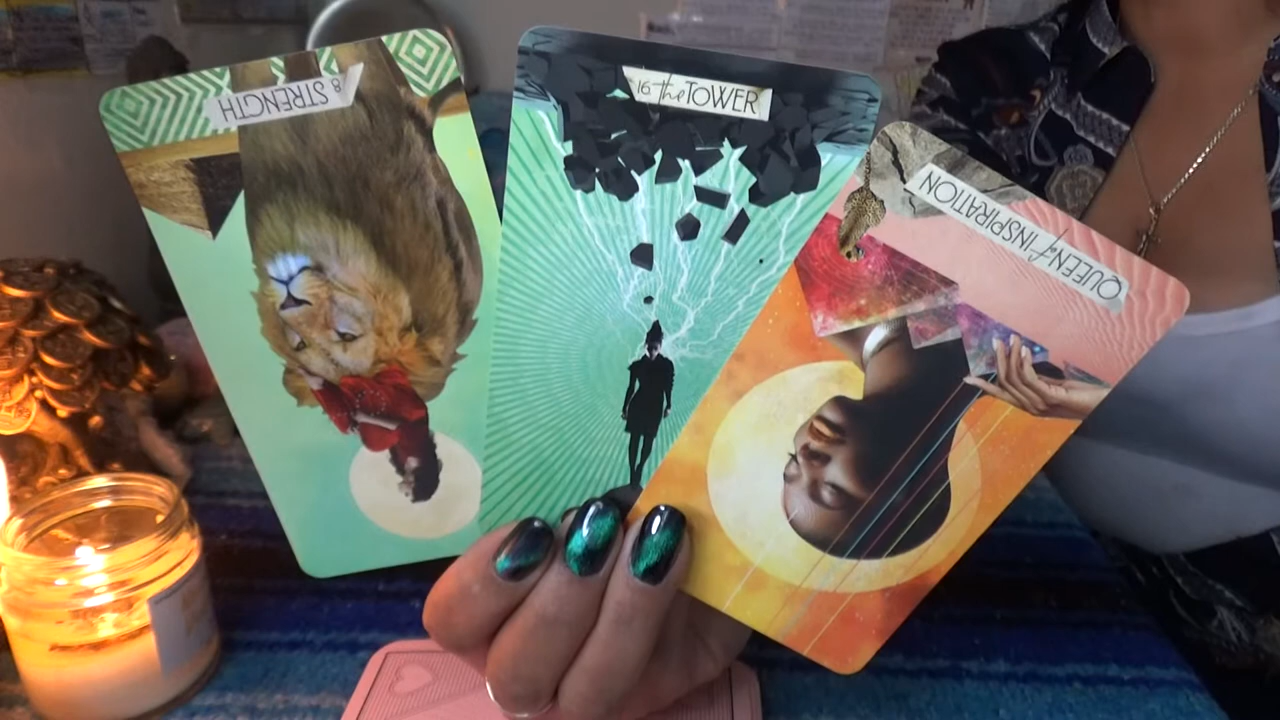 8 STRENGTH
16 the TOWER
QUEEN of INSPIRATION